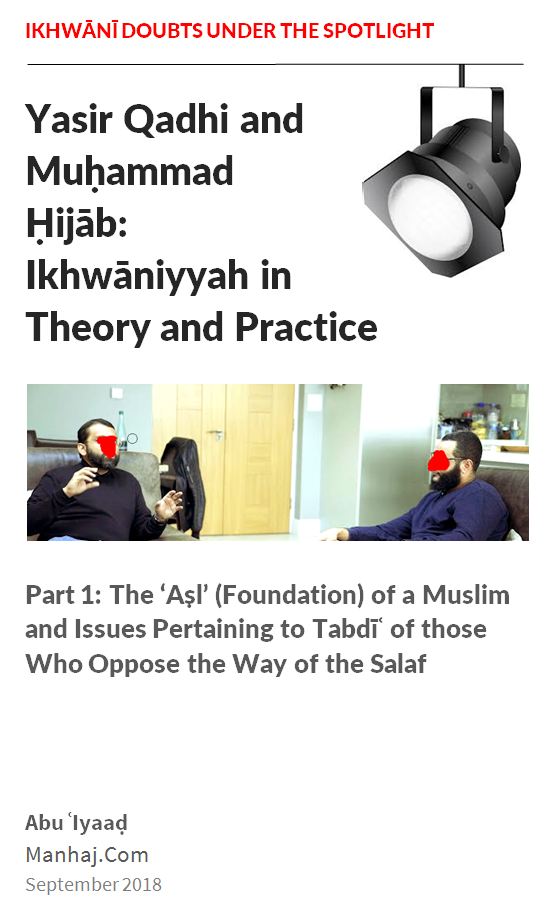 IKHWĀNĪ DOUBTS UNDER THE SPOTLIGHT
Yasir Qadhi and
Muḥammad
Ḥijāb:
Ikhwāniyyah in
Theory and Practice
Part 1: The ‘Aṣl’ (Foundation) of a Muslim
and Issues Pertaining to Tabdīʿ of those
Who Oppose the Way of the Salaf
Abu ʿIyaaḍ
Manhaj.Com
September 2018